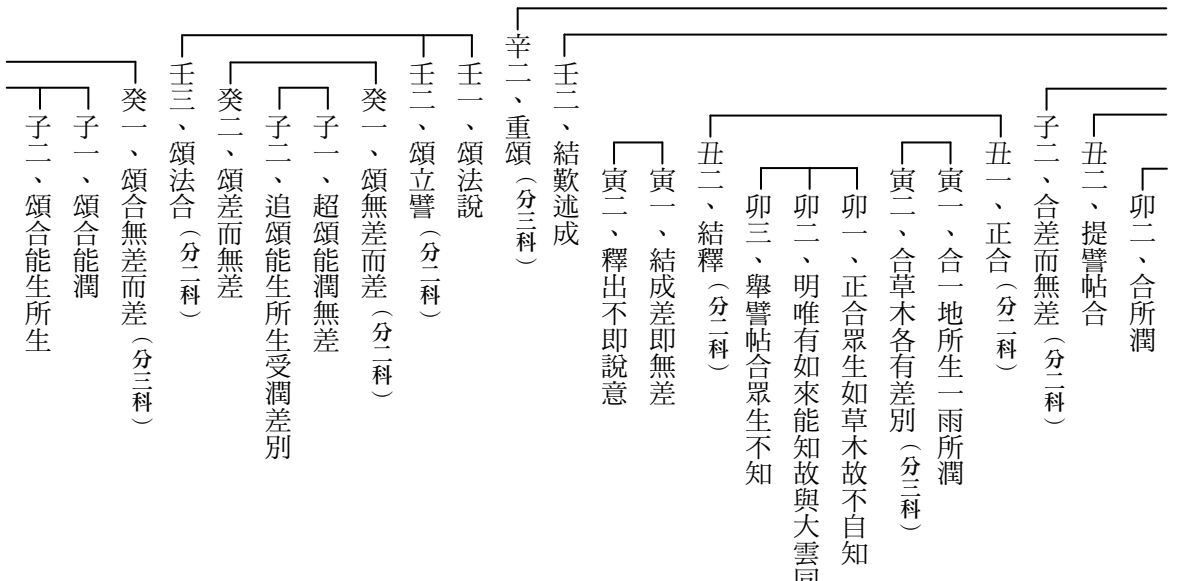 卯二、合所潤
丑二、提譬帖合
子二、合差而無差（分二科）
丑一、正合（分二科）
寅一、合一地所生一雨所潤
寅二、合草木各有差別（分三科）
卯一、正合眾生如草木故不自知
卯二、明唯有如來能知故與大雲同
卯三、舉譬帖合眾生不知
丑二、結釋（分二科）
寅一、結成差即無差
寅二、釋出不即說意
壬二、結歎述成
辛二、重頌（分三科）
壬一、頌法說
壬二、頌立譬（分二科）
癸一、頌無差而差（分二科）
子一、超頌能潤無差
子二、追頌能生所生受潤差別
癸二、頌差而無差
壬三、頌法合（分二科）
癸一、頌合無差而差（分三科）
子一、頌合能潤
子二、頌合能生所生